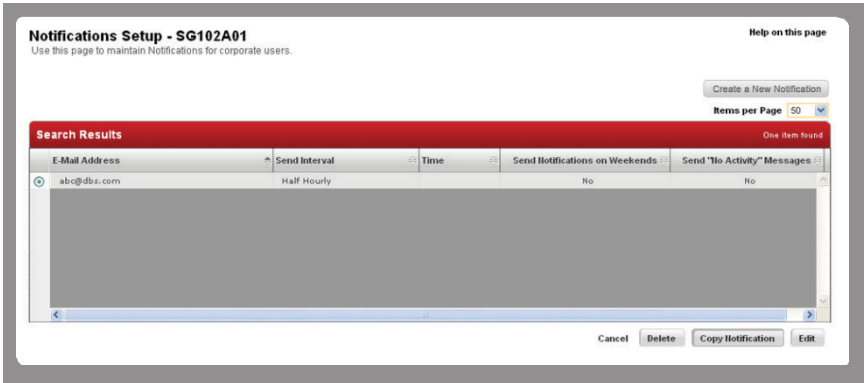 Notifications Setup - SG102A01
Help on this page
Use this page to maintain Notifications for corporate users.
Create a New Notification
Items per Page 50
Search Results
One item found
E-Mail Address Send Interval Time Send Notifications on Weekends Send "No Activity" Messages
abc@dbs.com Half Hourly No No
Cancel Delete Copy Notification Edit